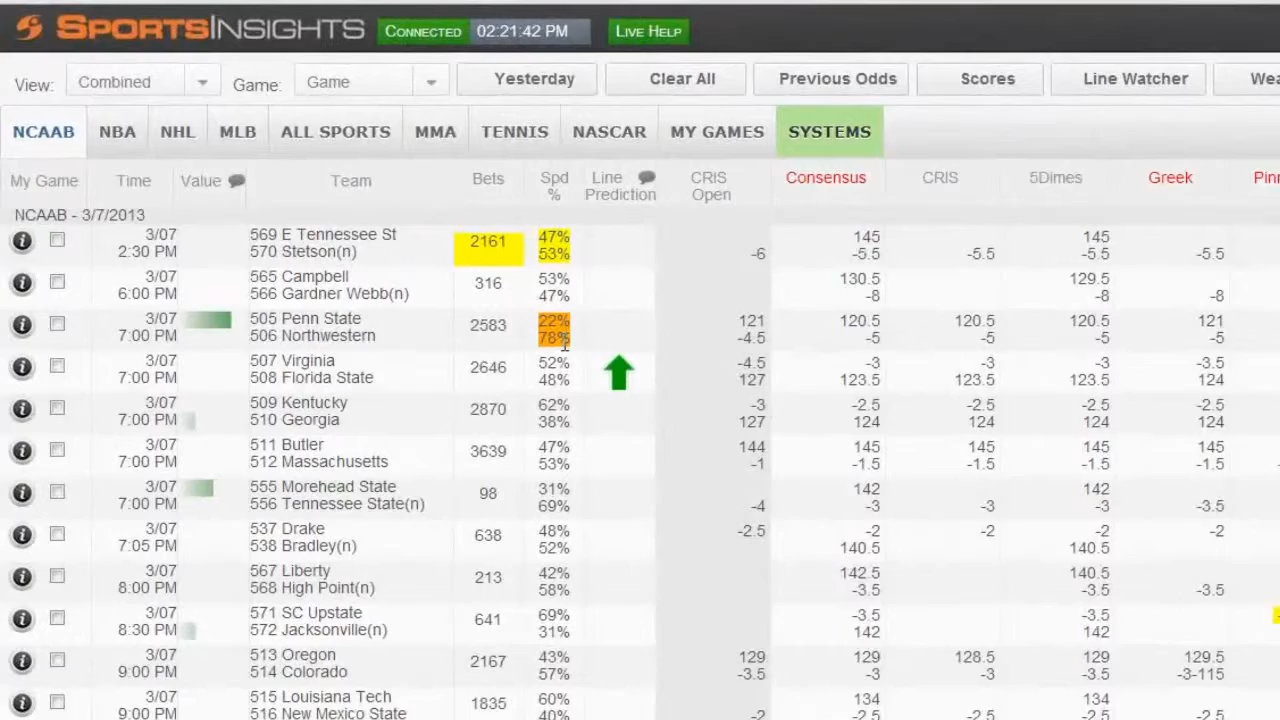 SPORTSINSIGHTS CONNECTED 02:21:42 PM LIVE HELP
View: Combined Game: Game Yesterday Clear All Previous Odds Scores Line Watcher
NCAAB NBA NHL MLB ALL SPORTS MMA TENNIS NASCAR MY GAMES SYSTEMS
My Game Time Value Team Bets Spd % Line Prediction CRIS Open Consensus CRIS 5Dimes Greek
NCAAB - 3/7/2013
3/07 569 E Tennessee St 2161 47% 145 145
2:30 PM 570 Stetson(n) 53% -6 -5.5 -5.5 -5.5 -5.5
3/07 565 Campbell 316 53% 130.5 129.5
6:00 PM 566 Gardner Webb(n) 47% -8 -8 -8
3/07 505 Penn State 2583 22% 121 120.5 120.5 120.5 121
7:00 PM 506 Northwestern 78% -4.5 -5 -5 -5 -5
3/07 507 Virginia 2646 52% -4.5 -3 -3 -3 -3.5
7:00 PM 508 Florida State 48% 127 123.5 123.5 123.5 124
3/07 509 Kentucky 2870 62% -3 -2.5 -2.5 -2.5 -2.5
7:00 PM 510 Georgia 38% 127 124 124 124 124
3/07 511 Butler 3639 47% 144 145 145 145 145
7:00 PM 512 Massachusetts 53% -1 -1.5 -1.5 -1.5 -1.5
3/07 555 Morehead State 98 31% 142 142
7:00 PM 556 Tennessee State(n) 69% -4 -3 -3 -3 -3.5
3/07 537 Drake 638 48% -2.5 -2 -2 -2 -2
7:05 PM 538 Bradley(n) 52% 140.5 140.5
3/07 567 Liberty 213 42% 142.5 140.5
8:00 PM 568 High Point(n) 58% -3.5 -3.5 -3.5
3/07 571 SC Upstate 641 69% -3.5 -3.5
8:30 PM 572 Jacksonville(n) 31% 142 142
3/07 513 Oregon 2167 43% 129 129 128.5 129 129.5
9:00 PM 514 Colorado 57% -3.5 -3 -3 -3.5 -3-115
3/07 515 Louisiana Tech 1835 60% 134 134
9:00 PM 516 New Mexico State 40% -2 -2.5 -2.5 -2.5 -2.5